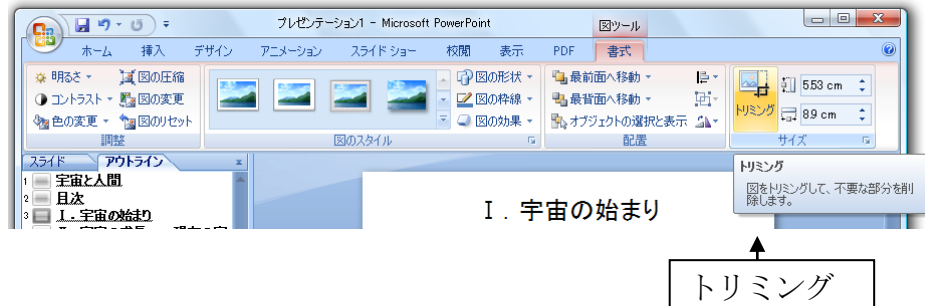 プレゼンテーション1 - Microsoft PowerPoint
図ツール
ホーム 挿入 デザイン アニメーション スライド ショー 校閲 表示 PDF 書式
明るさ 図の圧縮
コントラスト 図の変更
色の変更 図のリセット
調整
図の形状
図の枠線
図の効果
図のスタイル
最前面へ移動
最背面へ移動
オブジェクトの選択と表示
配置
トリミング
5.53 cm
8.9 cm
サイズ
スライド アウトライン x
1 宇宙と人間
2 目次
3 Ⅰ．宇宙の始まり
Ⅰ．宇宙の始まり
トリミング
図をトリミングして、不要な部分を削
除します。
トリミング